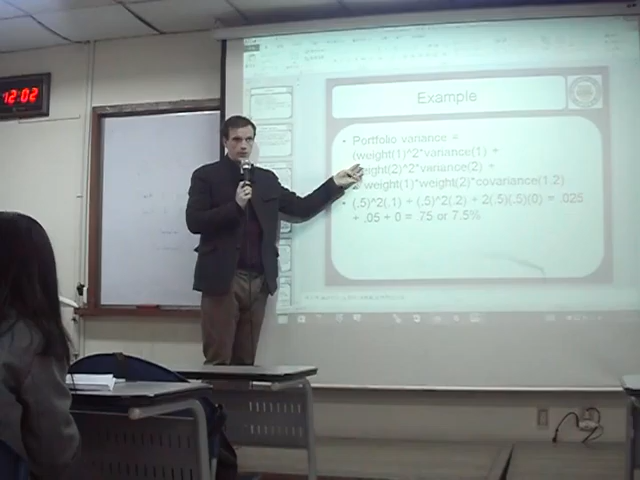 12:02
Example
• Portfolio variance =
(weight(1)^2*variance(1) +
weight(2)^2*variance(2) +
*weight(1)*weight(2)*covariance(1,2)
• (.5)^2(.1) + (.5)^2(.2) + 2(.5)(.5)(0) = .025
+ .05 + 0 = .75 or 7.5%